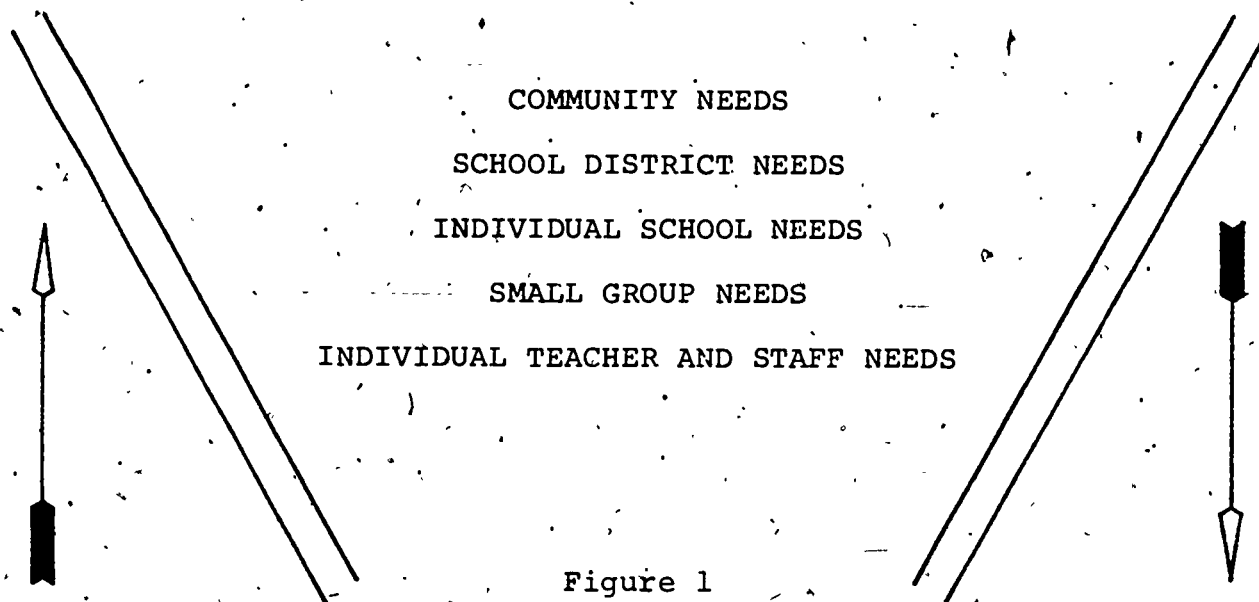 COMMUNITY NEEDS
SCHOOL DISTRICT NEEDS
INDIVIDUAL SCHOOL NEEDS
SMALL GROUP NEEDS
INDIVIDUAL TEACHER AND STAFF NEEDS
Figure 1